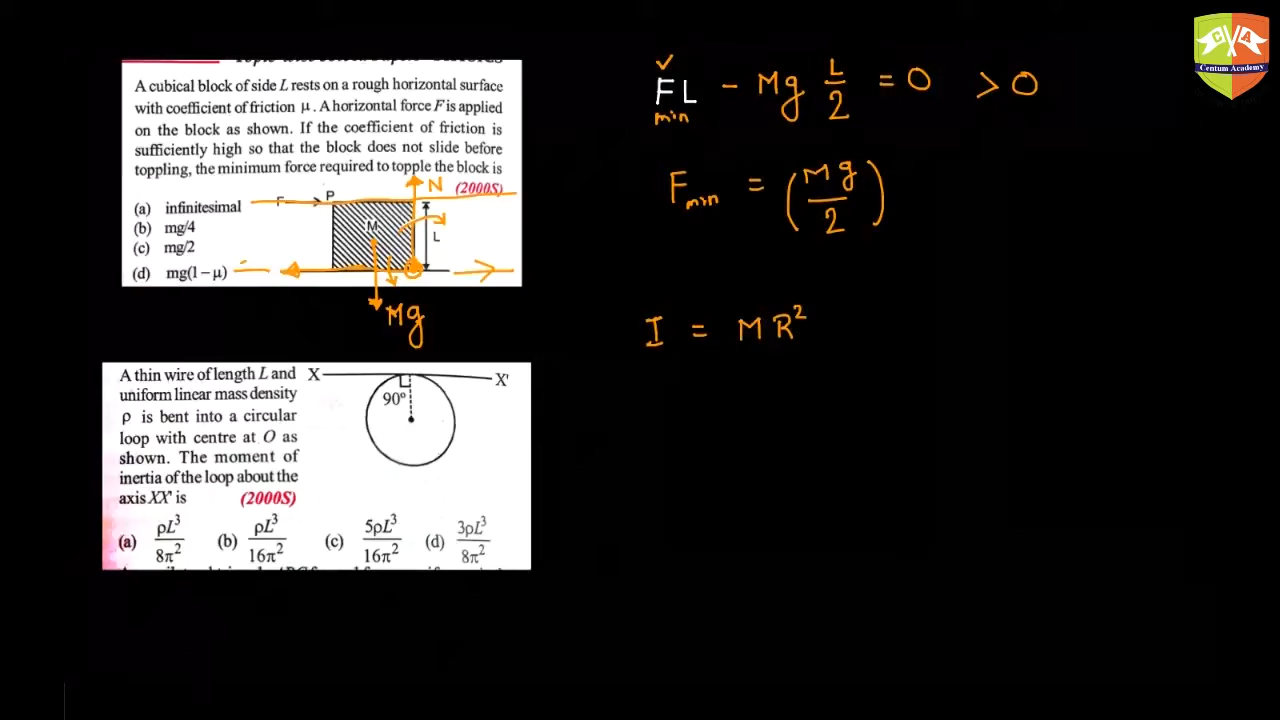 A cubical block of side L rests on a rough horizontal surface
with coefficient of friction μ. A horizontal force F is applied
on the block as shown. If the coefficient of friction is
sufficiently high so that the block does not slide before
toppling, the minimum force required to topple the block is
(2000S)
(a) infinitesimal
(b) mg/4
(c) mg/2
(d) mg(1–μ)
F P
N
M
L
Mg
A thin wire of length L and
uniform linear mass density
ρ is bent into a circular
loop with centre at O as
shown. The moment of
inertia of the loop about the
axis XX' is (2000S)
X X'
90°
(a) ρL³/8π² (b) ρL³/16π² (c) 5ρL³/16π² (d) 3ρL³/8π²
✓
F_min L – Mg L/2 = 0 > 0
F_min = (Mg/2)
I = MR²
C A
Centum Academy